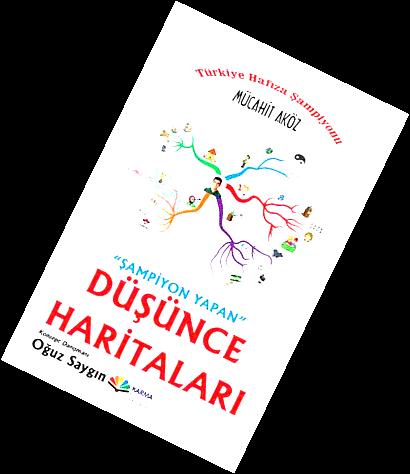 Türkiye Hafıza Şampiyonu
MÜCAHİT AKÖZ
"ŞAMPİYON YAPAN"
DÜŞÜNCE
HARİTALARI
Konsept Danışmanı
Oğuz Saygın
KARMA